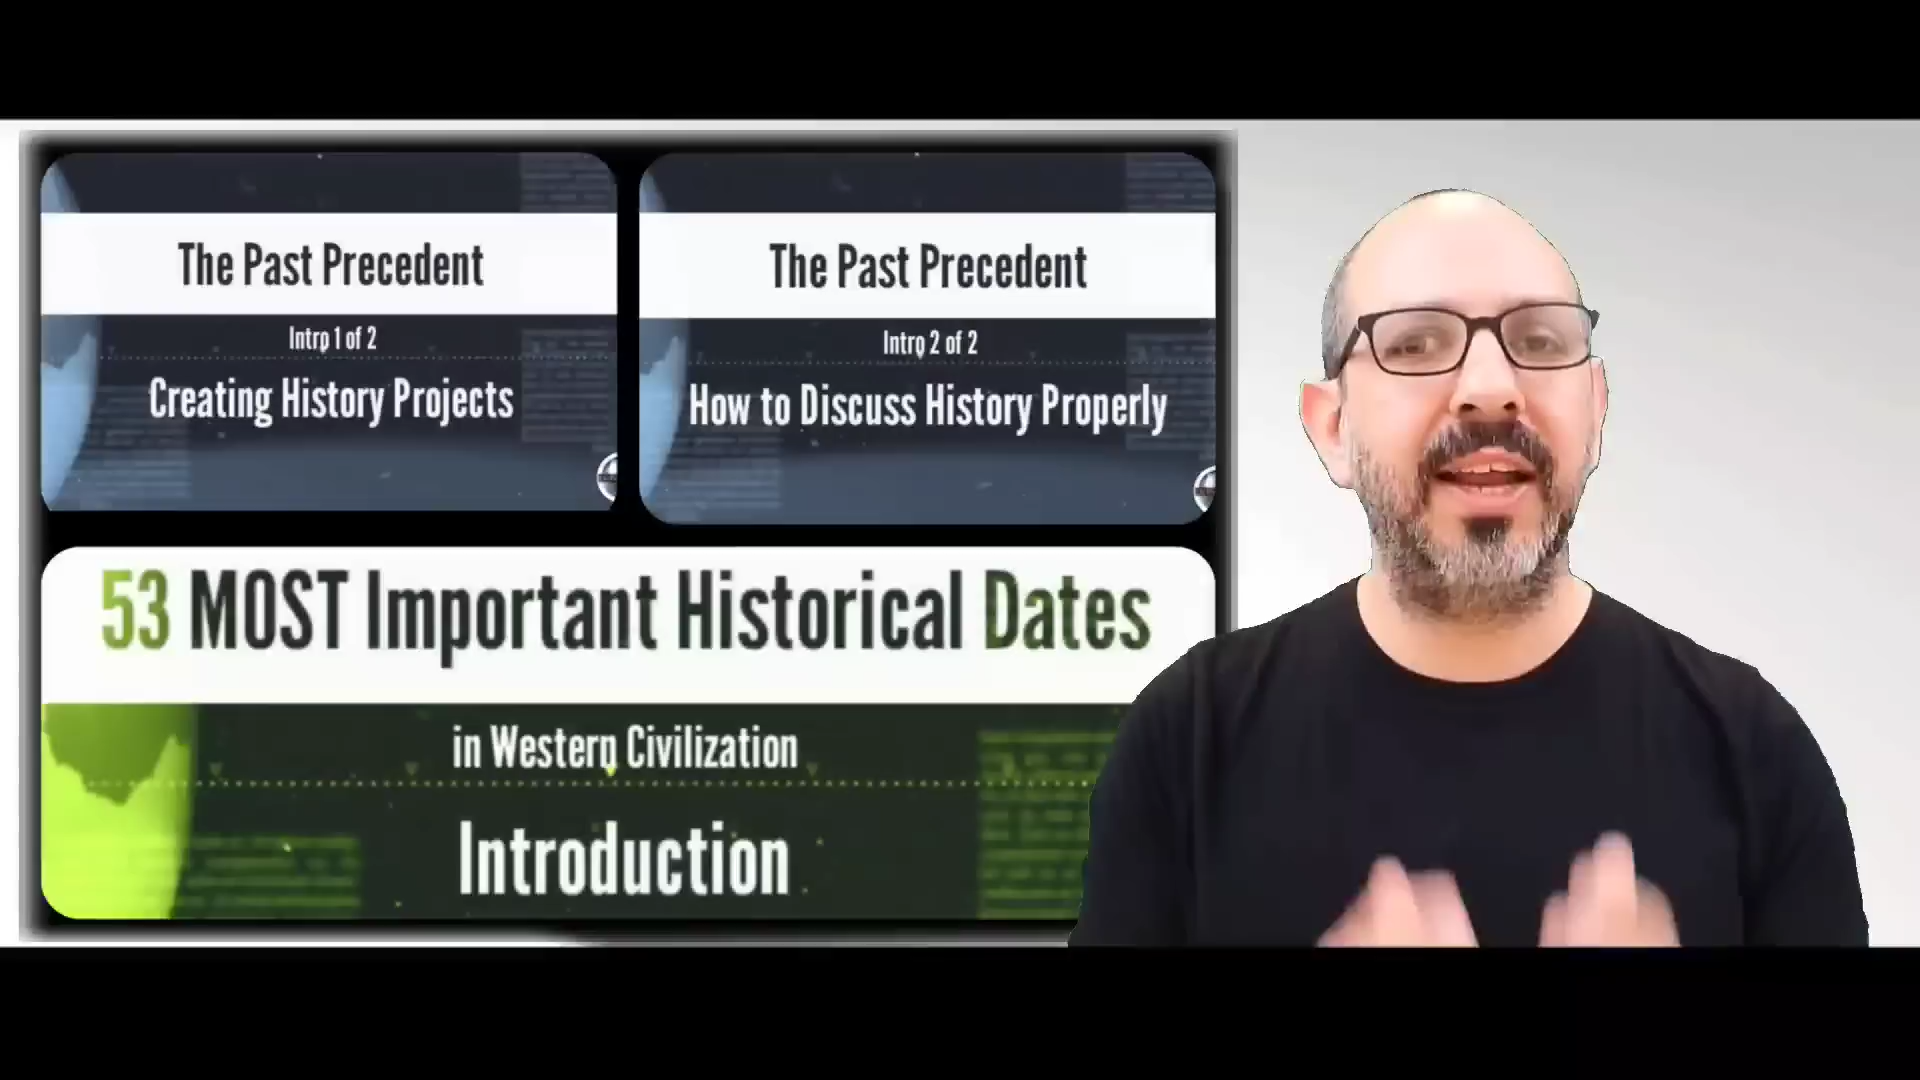 The Past Precedent
Intro 1 of 2
Creating History Projects
The Past Precedent
Intro 2 of 2
How to Discuss History Properly
53 MOST Important Historical Dates
in Western Civilization
Introduction